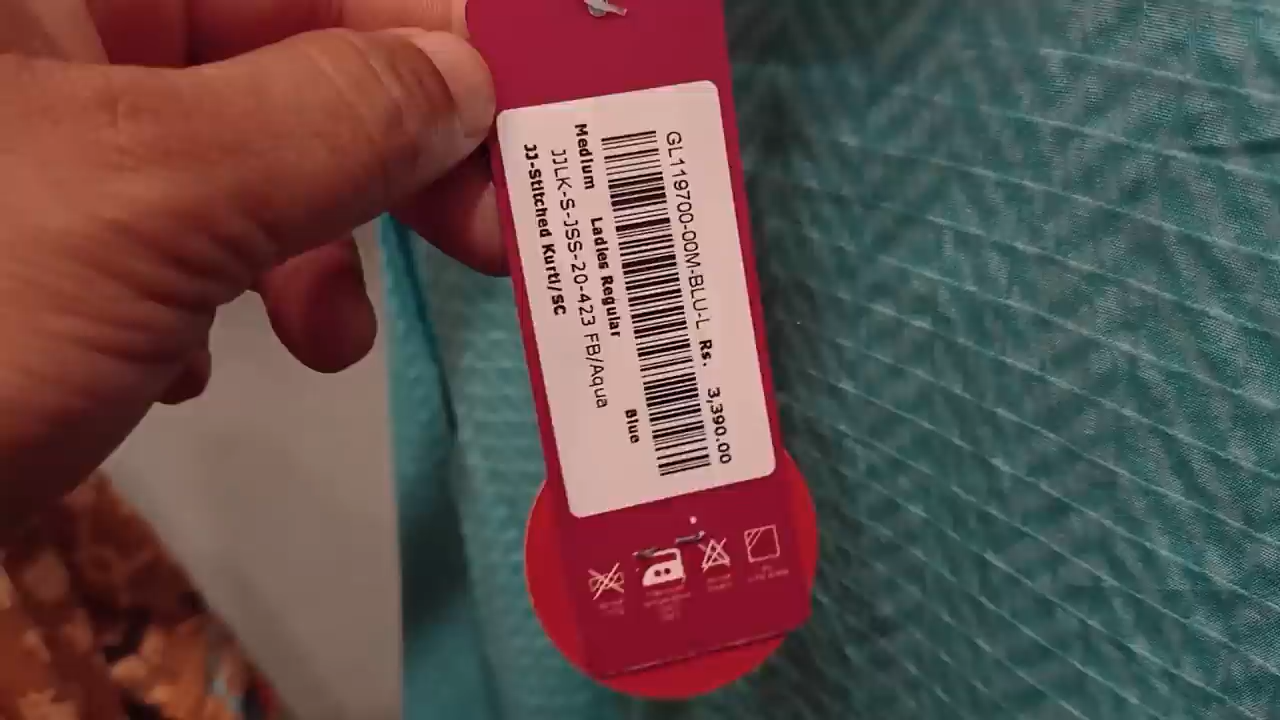 JJ-Stitched Kurti/SC
JJLK-S-JSS-20-423 FB/Aqua
Medium Ladies Regular Blue
GL119700-00M-BLU-L Rs. 3,390.00